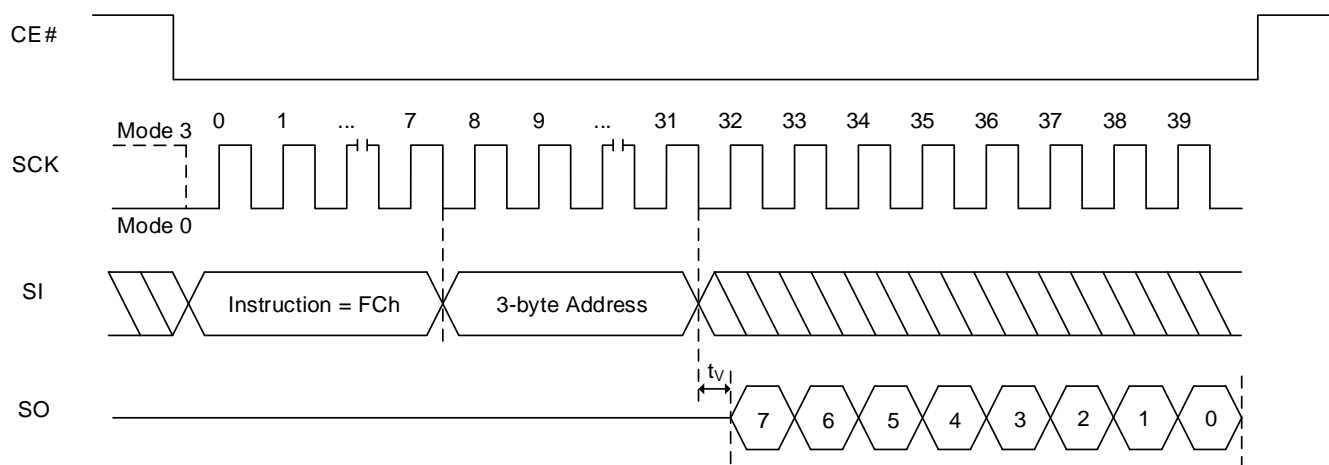 CE#
0 1 ... 7 8 9 ... 31 32 33 34 35 36 37 38 39
Mode 3
SCK
Mode 0
SI
Instruction = FCh
3-byte Address
tV
SO
7 6 5 4 3 2 1 0